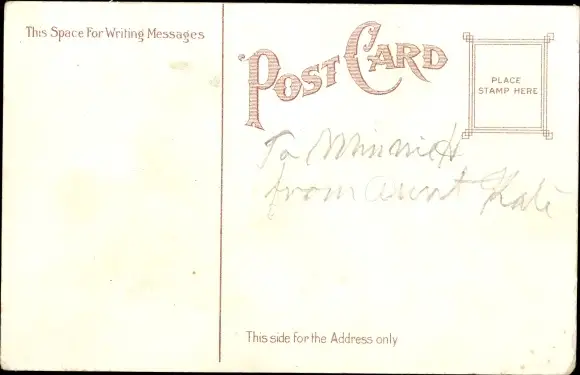 This Space For Writing Messages
POST CARD
PLACE
STAMP HERE
To Minnie H
from Aunt Kate
This side for the Address only